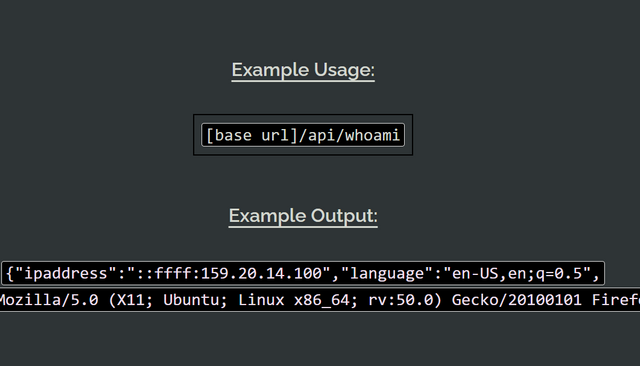 Example Usage:
[base url]/api/whoami
Example Output:
{"ipaddress":"::ffff:159.20.14.100","language":"en-US,en;q=0.5",
Mozilla/5.0 (X11; Ubuntu; Linux x86_64; rv:50.0) Gecko/20100101